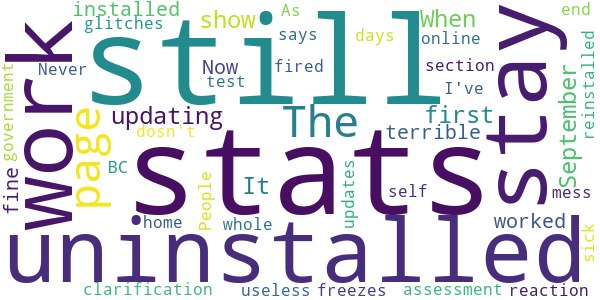 installed
glitches
show
As
When
end
says
days
online
Never
Now
test
fired
section
I've
reinstalled
government
work
still
stay
page
updating
The
first
September
dosn't
terrible
fine
BC
stats
It
self
mess
People
updates
home
whole
worked
uninstalled
sick
clarification
useless
freezes
assessment
reaction